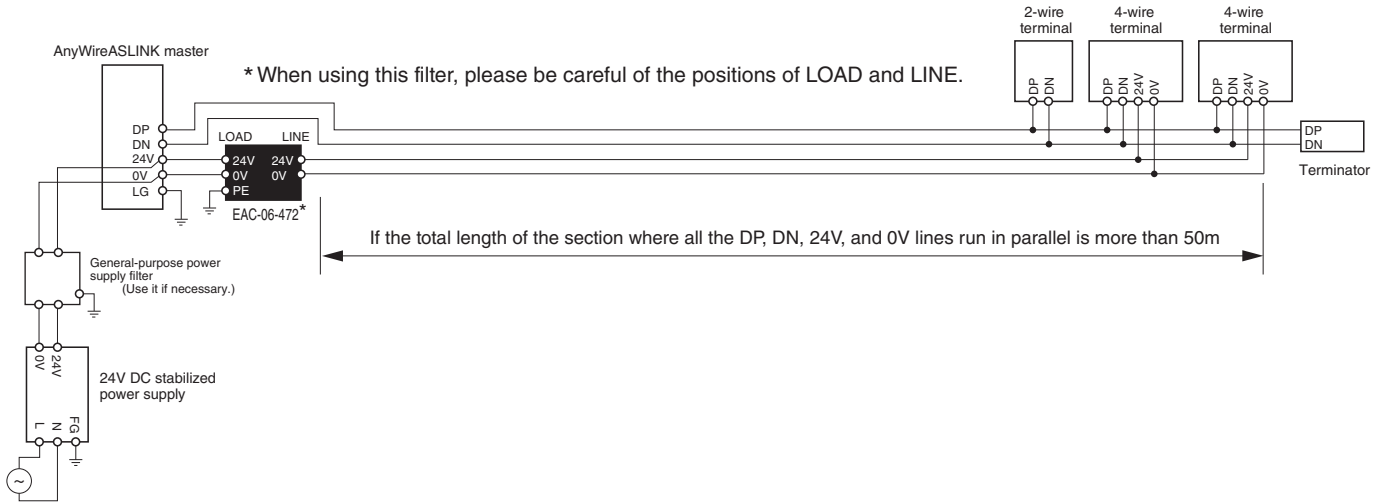 2-wire
terminal
4-wire
terminal
4-wire
terminal
AnyWireASLINK master
* When using this filter, please be careful of the positions of LOAD and LINE.
DP
DN
DP
DN
24V
0V
DP
DN
24V
0V
DP
DN
24V
0V
LG
LOAD
LINE
24V
24V
0V
0V
PE
EAC-06-472*
DP
DN
Terminator
If the total length of the section where all the DP, DN, 24V, and 0V lines run in parallel is more than 50m
General-purpose power
supply filter
(Use it if necessary.)
0V
24V
24V DC stabilized
power supply
L
N
FG
~